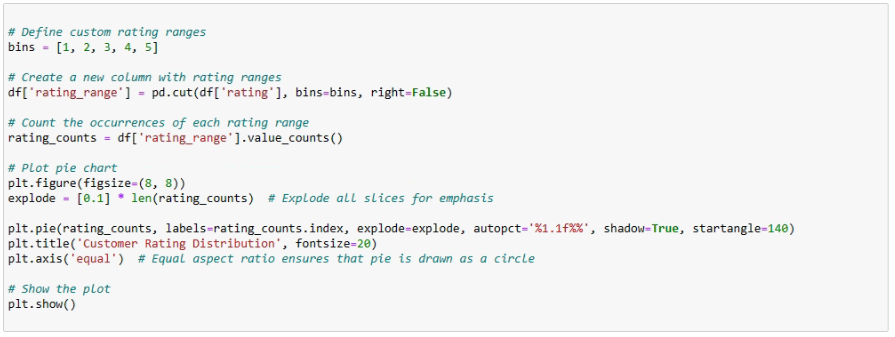 # Define custom rating ranges
bins = [1, 2, 3, 4, 5]
# Create a new column with rating ranges
df['rating_range'] = pd.cut(df['rating'], bins=bins, right=False)
# Count the occurrences of each rating range
rating_counts = df['rating_range'].value_counts()
# Plot pie chart
plt.figure(figsize=(8, 8))
explode = [0.1] * len(rating_counts)  # Explode all slices for emphasis
plt.pie(rating_counts, labels=rating_counts.index, explode=explode, autopct='%1.1f%%', shadow=True, startangle=140)
plt.title('Customer Rating Distribution', fontsize=20)
plt.axis('equal')  # Equal aspect ratio ensures that pie is drawn as a circle
# Show the plot
plt.show()